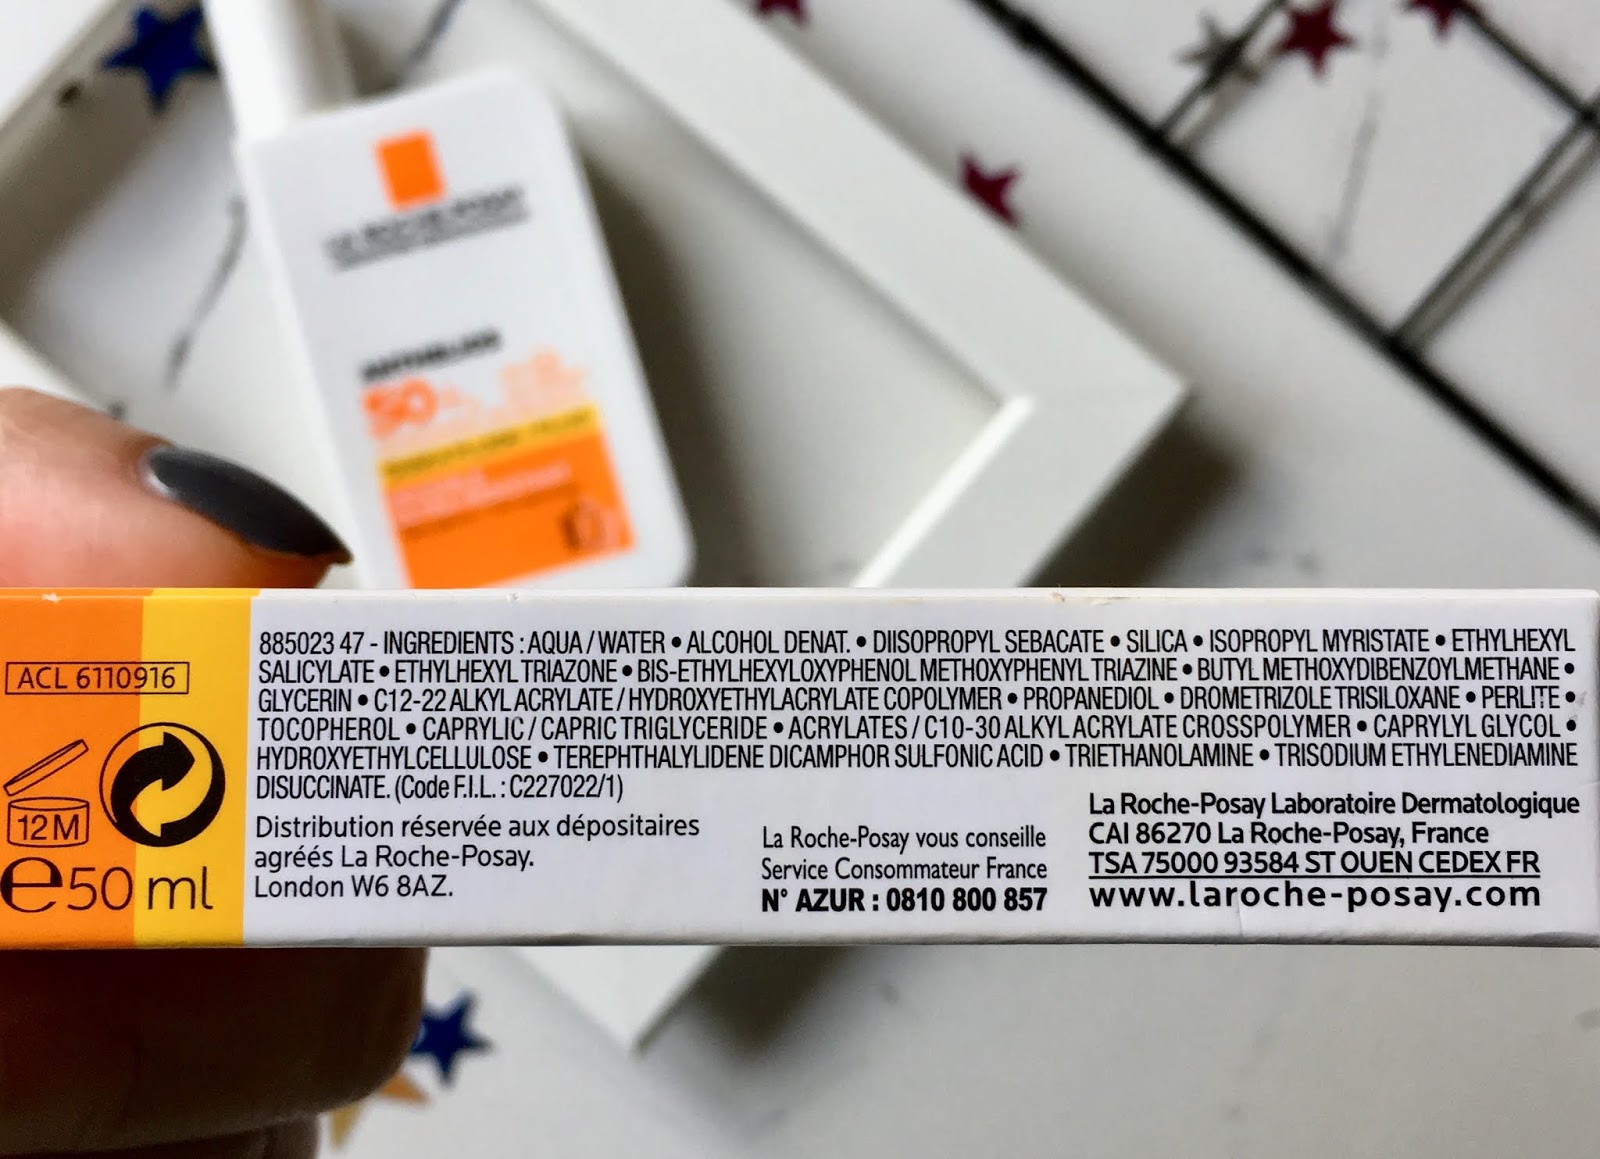 LA ROCHE-POSAY
ANTHELIOS
50+
ACL 6110916
12M
e50 ml
885023 47 - INGREDIENTS : AQUA / WATER • ALCOHOL DENAT. • DIISOPROPYL SEBACATE • SILICA • ISOPROPYL MYRISTATE • ETHYLHEXYL
SALICYLATE • ETHYLHEXYL TRIAZONE • BIS-ETHYLHEXYLOXYPHENOL METHOXYPHENYL TRIAZINE • BUTYL METHOXYDIBENZOYLMETHANE •
GLYCERIN • C12-22 ALKYL ACRYLATE / HYDROXYETHYLACRYLATE COPOLYMER • PROPANEDIOL • DROMETRIZOLE TRISILOXANE • PERLITE •
TOCOPHEROL • CAPRYLIC / CAPRIC TRIGLYCERIDE • ACRYLATES / C10-30 ALKYL ACRYLATE CROSSPOLYMER • CAPRYLYL GLYCOL •
HYDROXYETHYLCELLULOSE • TEREPHTHALYLIDENE DICAMPHOR SULFONIC ACID • TRIETHANOLAMINE • TRISODIUM ETHYLENEDIAMINE
DISUCCINATE. (Code F.I.L. : C227022/1)
Distribution réservée aux dépositaires
agréés La Roche-Posay.
London W6 8AZ.
La Roche-Posay vous conseille
Service Consommateur France
N° AZUR : 0810 800 857
La Roche-Posay Laboratoire Dermatologique
CAI 86270 La Roche-Posay, France
TSA 75000 93584 ST OUEN CEDEX FR
www.laroche-posay.com